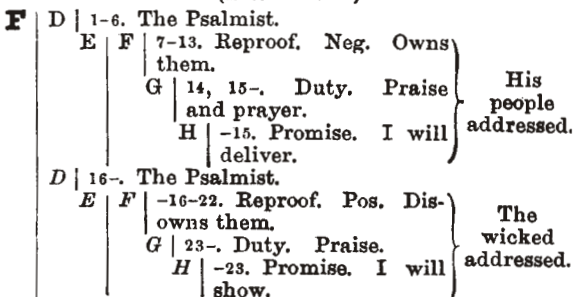 F | D | 1-6. The Psalmist.
E | F | 7-13. Reproof. Neg. Owns
them.
G | 14, 15-. Duty. Praise
and prayer.
H | -15. Promise. I will
deliver.
His
people
addressed.
D | 16-. The Psalmist.
E | F | -16-22. Reproof. Pos. Dis-
owns them.
G | 23-. Duty. Praise.
H | -23. Promise. I will
show.
The
wicked
addressed.